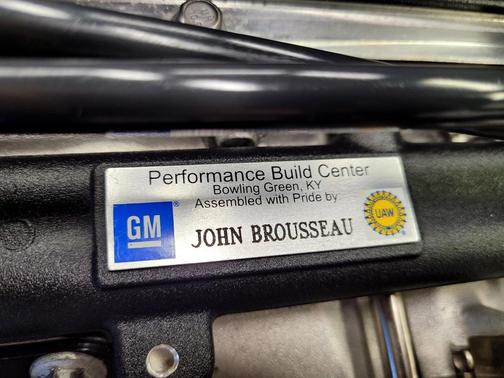 Performance Build Center
Bowling Green, KY
Assembled with Pride by
GM
JOHN BROUSSEAU
UAW